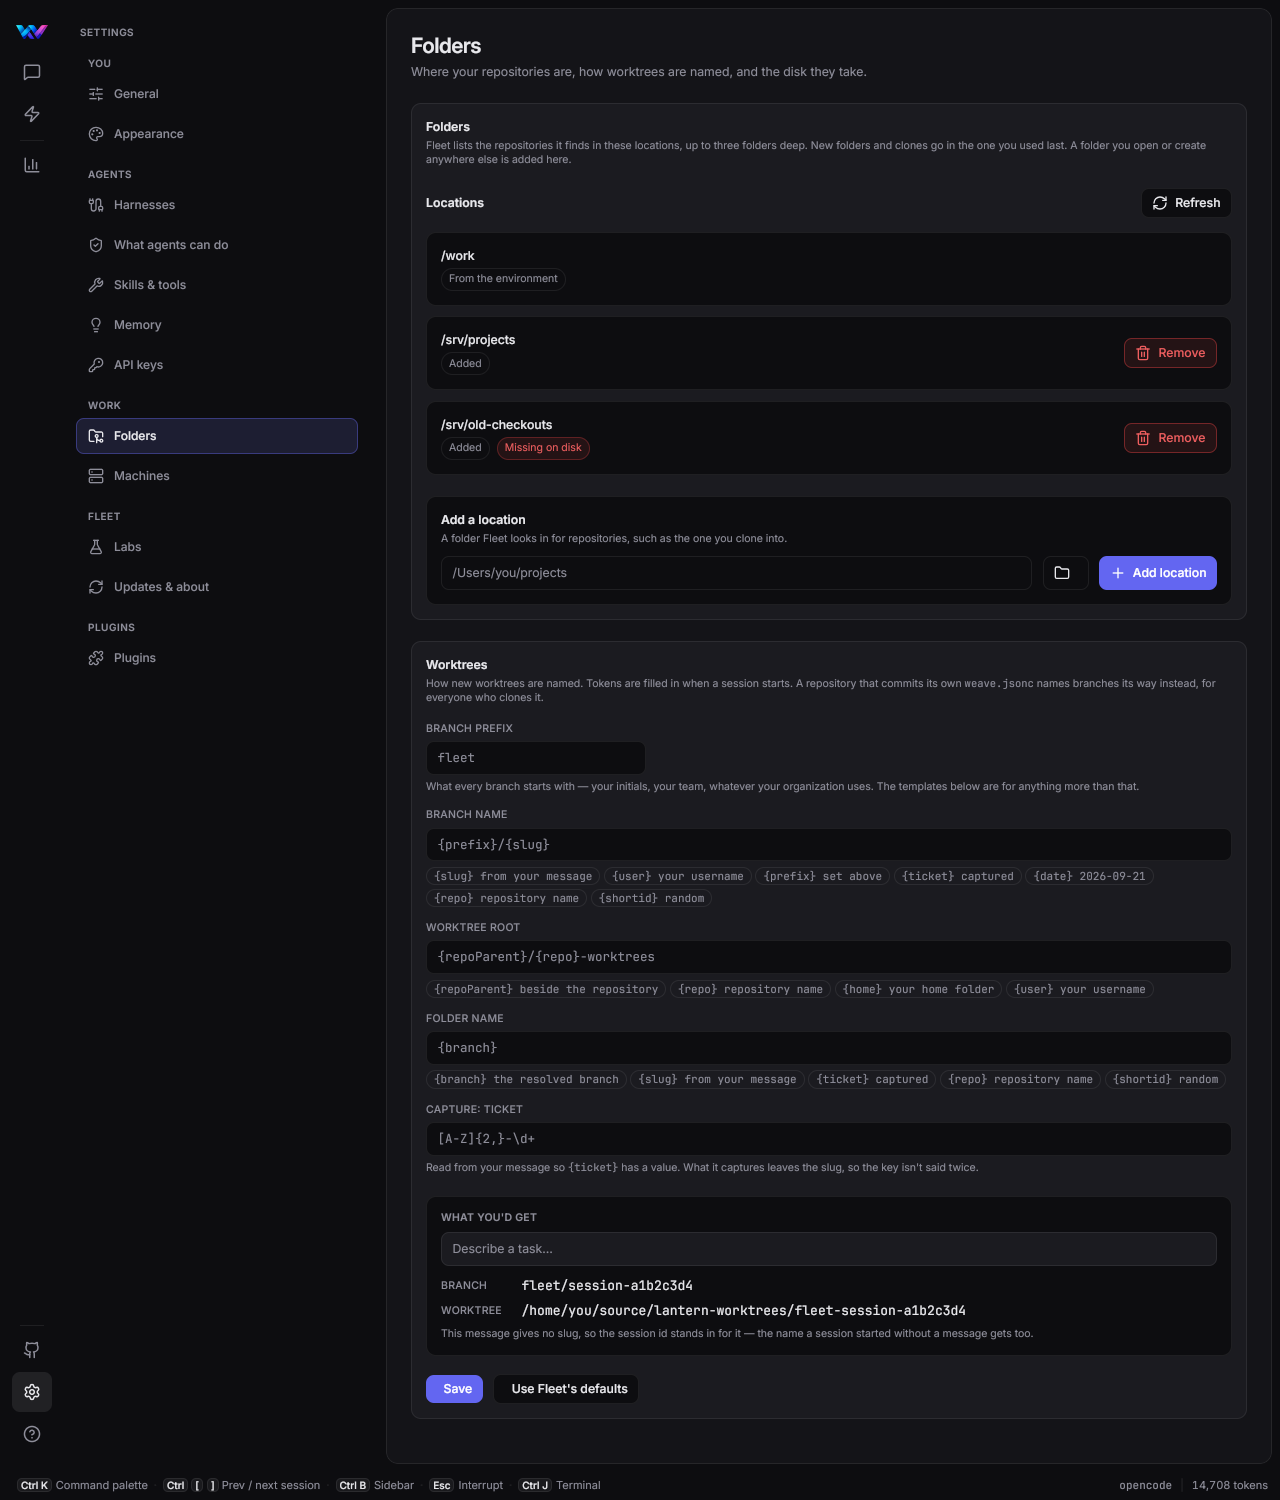 SETTINGS
YOU
General
Appearance
AGENTS
Harnesses
What agents can do
Skills & tools
Memory
API keys
WORK
Folders
Machines
FLEET
Labs
Updates & about
PLUGINS
Plugins
Folders
Where your repositories are, how worktrees are named, and the disk they take.
Folders
Fleet lists the repositories it finds in these locations, up to three folders deep. New folders and clones go in the one you used last. A folder you open or create
anywhere else is added here.
Locations
Refresh
/work
From the environment
/srv/projects
Added
Remove
/srv/old-checkouts
Added Missing on disk
Remove
Add a location
A folder Fleet looks in for repositories, such as the one you clone into.
/Users/you/projects
Add location
Worktrees
How new worktrees are named. Tokens are filled in when a session starts. A repository that commits its own weave.jsonc names branches its way instead, for
everyone who clones it.
BRANCH PREFIX
fleet
What every branch starts with — your initials, your team, whatever your organization uses. The templates below are for anything more than that.
BRANCH NAME
{prefix}/{slug}
{slug} from your message {user} your username {prefix} set above {ticket} captured {date} 2026-09-21
{repo} repository name {shortid} random
WORKTREE ROOT
{repoParent}/{repo}-worktrees
{repoParent} beside the repository {repo} repository name {home} your home folder {user} your username
FOLDER NAME
{branch}
{branch} the resolved branch {slug} from your message {ticket} captured {repo} repository name {shortid} random
CAPTURE: TICKET
[A-Z]{2,}-\d+
Read from your message so {ticket} has a value. What it captures leaves the slug, so the key isn't said twice.
WHAT YOU'D GET
Describe a task...
BRANCH fleet/session-a1b2c3d4
WORKTREE /home/you/source/lantern-worktrees/fleet-session-a1b2c3d4
This message gives no slug, so the session id stands in for it — the name a session started without a message gets too.
Save Use Fleet's defaults
Ctrl K Command palette · Ctrl [ ] Prev / next session · Ctrl B Sidebar · Esc Interrupt · Ctrl J Terminal
opencode 14,708 tokens